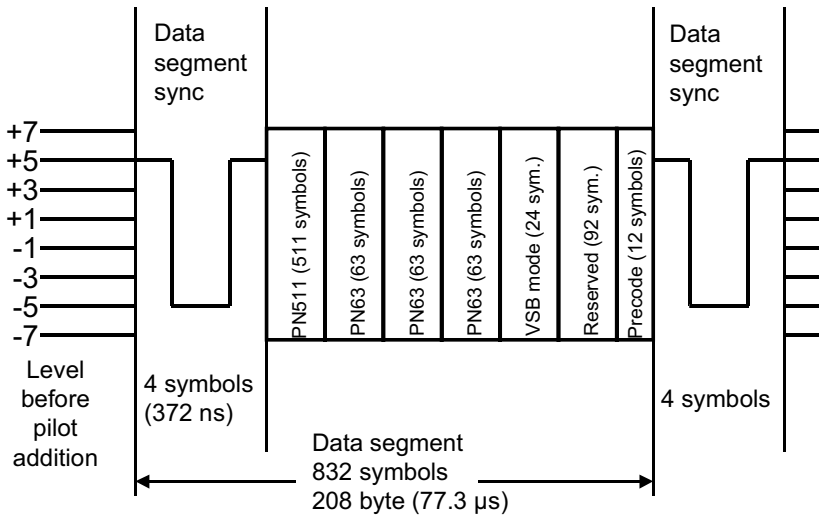 Data
segment
sync
Data
segment
sync
+7
+5
+3
+1
-1
-3
-5
-7
PN511 (511 symbols)
PN63 (63 symbols)
PN63 (63 symbols)
PN63 (63 symbols)
VSB mode (24 sym.)
Reserved (92 sym.)
Precode (12 symbols)
Level
before
pilot
addition
4 symbols
(372 ns)
4 symbols
Data segment
832 symbols
208 byte (77.3 µs)